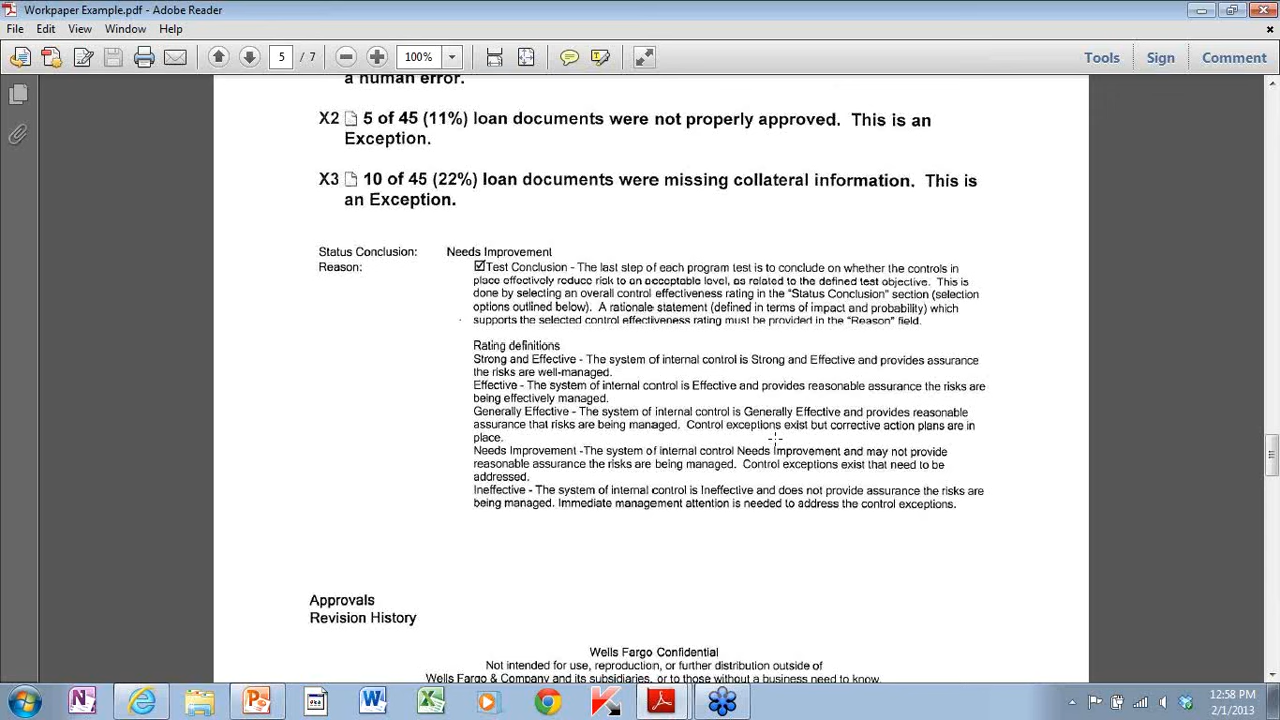 Workpaper Example.pdf - Adobe Reader
File Edit View Window Help
5 / 7 100% Tools Sign Comment
a human error.
X2 5 of 45 (11%) loan documents were not properly approved. This is an
Exception.
X3 10 of 45 (22%) loan documents were missing collateral information. This is
an Exception.
Status Conclusion: Needs Improvement
Reason:
Test Conclusion - The last step of each program test is to conclude on whether the controls in
place effectively reduce risk to an acceptable level, as related to the defined test objective. This is
done by selecting an overall control effectiveness rating in the "Status Conclusion" section (selection
options outlined below). A rationale statement (defined in terms of impact and probability) which
supports the selected control effectiveness rating must be provided in the "Reason" field.
Rating definitions
Strong and Effective - The system of internal control is Strong and Effective and provides assurance
the risks are well-managed.
Effective - The system of internal control is Effective and provides reasonable assurance the risks are
being effectively managed.
Generally Effective - The system of internal control is Generally Effective and provides reasonable
assurance that risks are being managed. Control exceptions exist but corrective action plans are in
place.
Needs Improvement -The system of internal control Needs Improvement and may not provide
reasonable assurance the risks are being managed. Control exceptions exist that need to be
addressed.
Ineffective - The system of internal control is Ineffective and does not provide assurance the risks are
being managed. Immediate management attention is needed to address the control exceptions.
Approvals
Revision History
Wells Fargo Confidential
Not intended for use, reproduction, or further distribution outside of
Wells Fargo & Company and its subsidiaries, or to those without a business need to know.
12:58 PM
2/1/2013